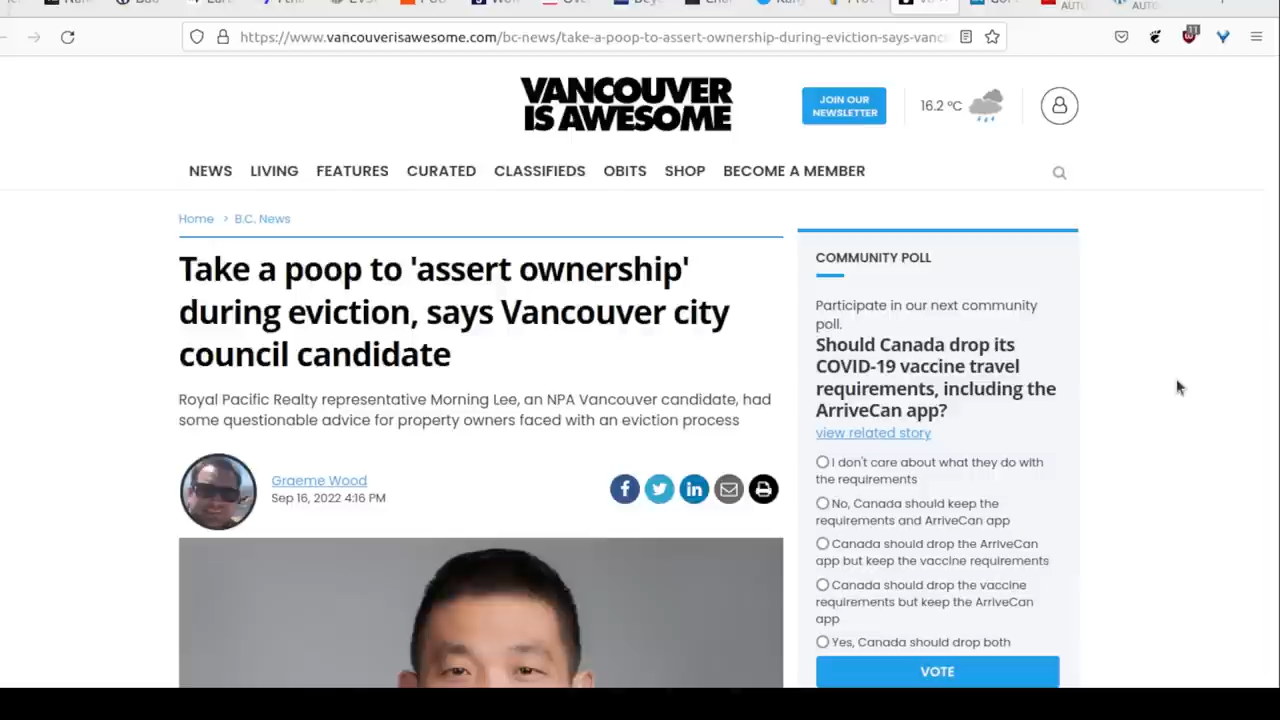 https://www.vancouverisawesome.com/bc-news/take-a-poop-to-assert-ownership-during-eviction-says-vanc
VANCOUVER
IS AWESOME
JOIN OUR
NEWSLETTER
16.2 ºC
NEWS LIVING FEATURES CURATED CLASSIFIEDS OBITS SHOP BECOME A MEMBER
Home > B.C. News
Take a poop to 'assert ownership'
during eviction, says Vancouver city
council candidate
Royal Pacific Realty representative Morning Lee, an NPA Vancouver candidate, had
some questionable advice for property owners faced with an eviction process
Graeme Wood
Sep 16, 2022 4:16 PM
COMMUNITY POLL
Participate in our next community
poll.
Should Canada drop its
COVID-19 vaccine travel
requirements, including the
ArriveCan app?
view related story
I don't care about what they do with
the requirements
No, Canada should keep the
requirements and ArriveCan app
Canada should drop the ArriveCan
app but keep the vaccine requirements
Canada should drop the vaccine
requirements but keep the ArriveCan
app
Yes, Canada should drop both
VOTE